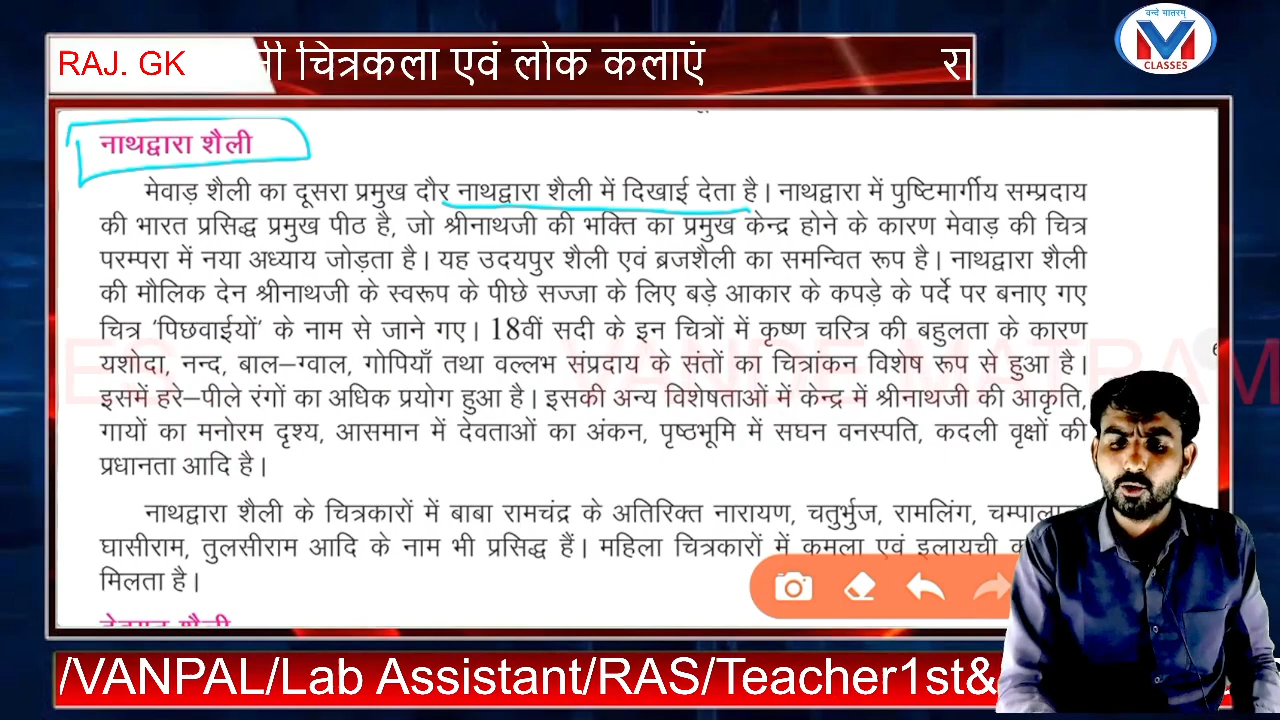 वन्दे मातरम्
CLASSES
RAJ. GK
ी चित्रकला एवं लोक कलाएं
रा
नाथद्वारा शैली
मेवाड़ शैली का दूसरा प्रमुख दौर नाथद्वारा शैली में दिखाई देता है। नाथद्वारा में पुष्टिमार्गीय सम्प्रदाय
की भारत प्रसिद्ध प्रमुख पीठ है, जो श्रीनाथजी की भक्ति का प्रमुख केन्द्र होने के कारण मेवाड़ की चित्र
परम्परा में नया अध्याय जोड़ता है। यह उदयपुर शैली एवं ब्रजशैली का समन्वित रूप है। नाथद्वारा शैली
की मौलिक देन श्रीनाथजी के स्वरूप के पीछे सज्जा के लिए बड़े आकार के कपड़े के पर्दे पर बनाए गए
चित्र 'पिछवाईयों' के नाम से जाने गए। 18वीं सदी के इन चित्रों में कृष्ण चरित्र की बहुलता के कारण
यशोदा, नन्द, बाल–ग्वाल, गोपियाँ तथा वल्लभ संप्रदाय के संतों का चित्रांकन विशेष रूप से हुआ है।
इसमें हरे–पीले रंगों का अधिक प्रयोग हुआ है। इसकी अन्य विशेषताओं में केन्द्र में श्रीनाथजी की आकृति,
गायों का मनोरम दृश्य, आसमान में देवताओं का अंकन, पृष्ठभूमि में सघन वनस्पति, कदली वृक्षों की
प्रधानता आदि है।
नाथद्वारा शैली के चित्रकारों में बाबा रामचंद्र के अतिरिक्त नारायण, चतुर्भुज, रामलिंग,
घासीराम, तुलसीराम आदि के नाम भी प्रसिद्ध हैं। महिला चित्रकारों में कमला एवं इलायची
मिलता है।
/VANPAL/Lab Assistant/RAS/Teacher1st&